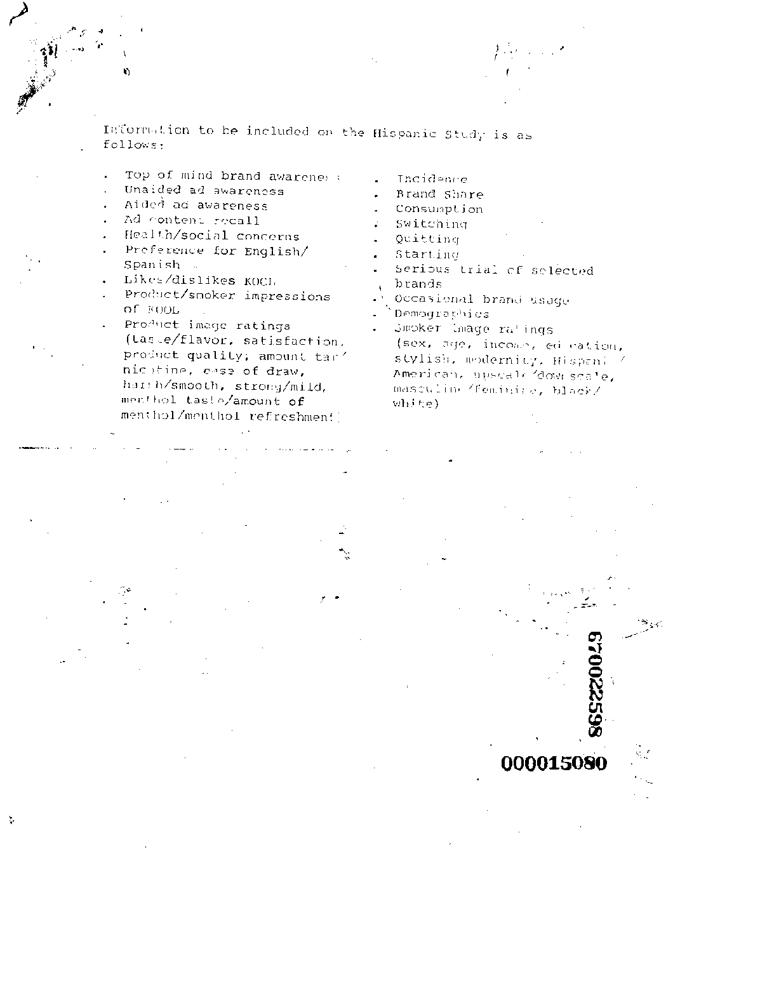 Information to be included on the Hispanic Study is as
follows:
. Top of mind brand awareness
. Unaided ad awareness
. Aided ad awareness
. Ad content recall
. Health/social concerns
. Preference for English/
Spanish
. Likes/dislikes KOOL
. Product/smoker impressions
of KOOL
. Product image ratings
(taste/flavor, satisfaction,
product quality, amount tar/
nicotine, ease of draw,
harsh/smooth, strong/mild,
menthol taste/amount of
menthol/menthol refreshment)
. Incidence
. Brand Share
. Consumption
. Switching
. Quitting
. Starting
. Serious trial of selected
brands
. Occasional brand usage
. Demographics
. Smoker image ratings
(sex, age, income, education,
stylish, modernity, Hispanic/
American, upscale/downscale,
masculine/feminine, black/
white)
670022598
000015080